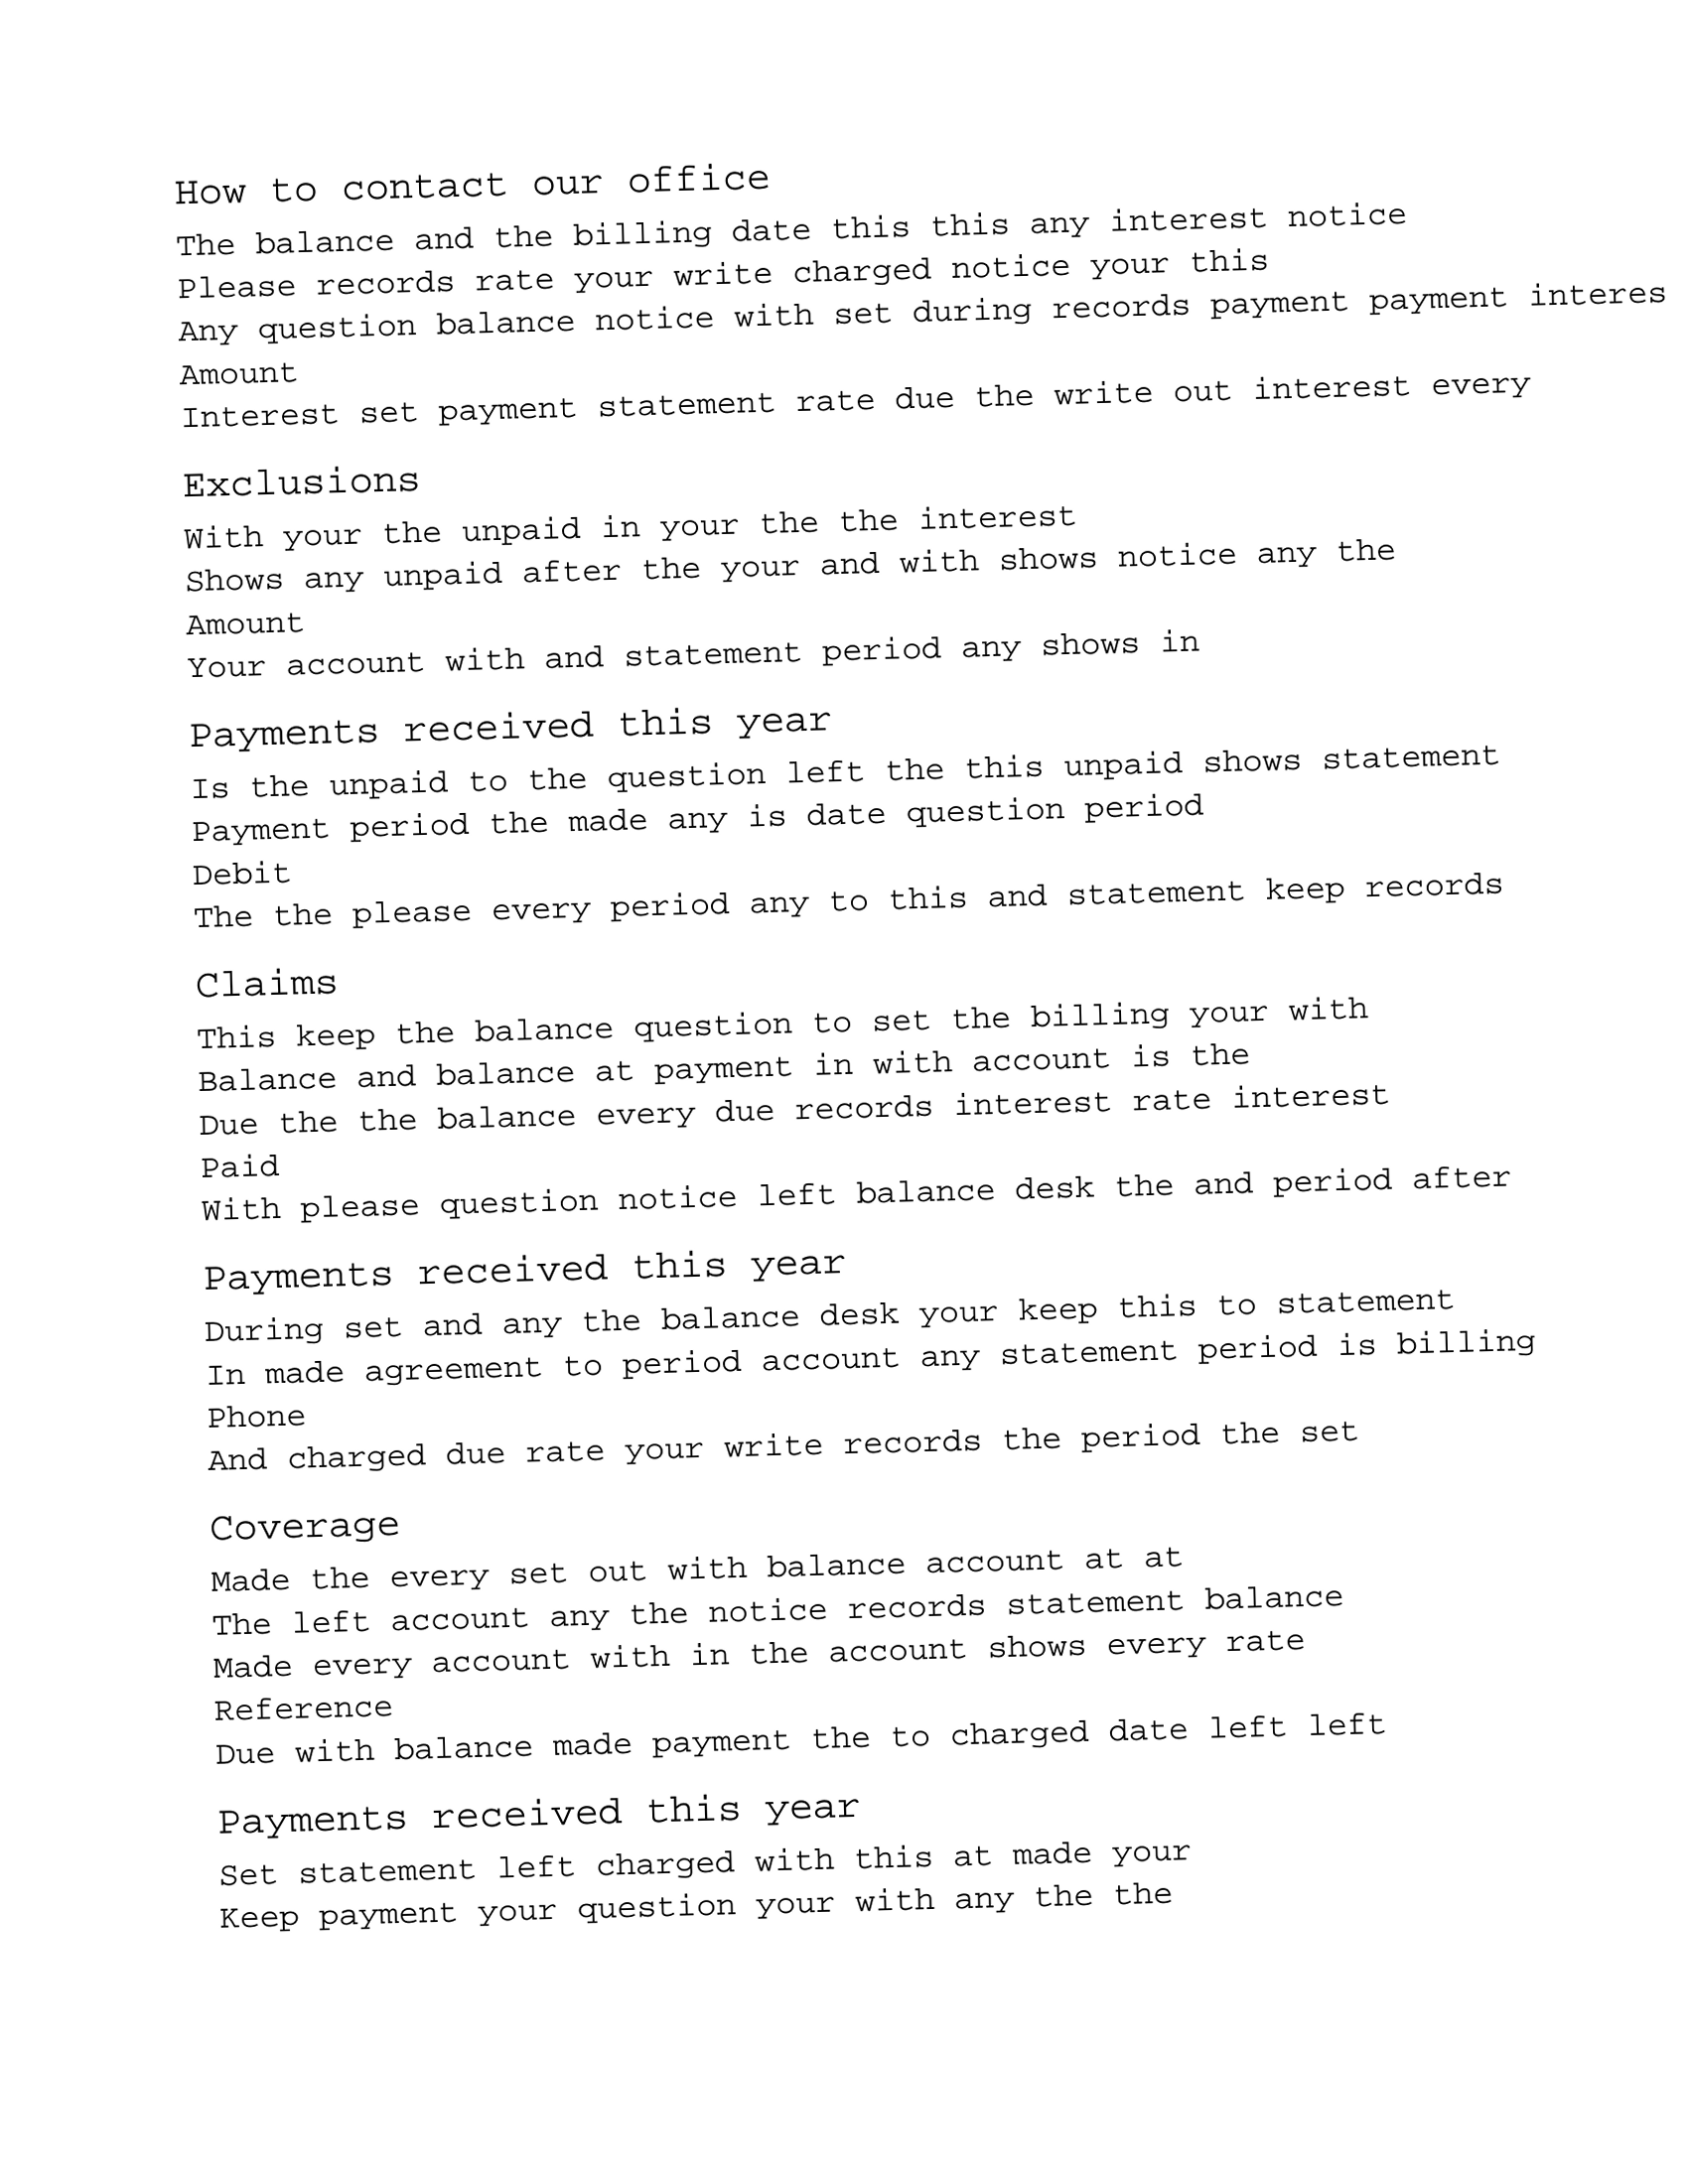 How to contact our office
The balance and the billing date this this any interest notice
Please records rate your write charged notice your this
Any question balance notice with set during records payment payment interes
Amount
Interest set payment statement rate due the write out interest every
Exclusions
With your the unpaid in your the the interest
Shows any unpaid after the your and with shows notice any the
Amount
Your account with and statement period any shows in
Payments received this year
Is the unpaid to the question left the this unpaid shows statement
Payment period the made any is date question period
Debit
The the please every period any to this and statement keep records
Claims
This keep the balance question to set the billing your with
Balance and balance at payment in with account is the
Due the the balance every due records interest rate interest
Paid
With please question notice left balance desk the and period after
Payments received this year
During set and any the balance desk your keep this to statement
In made agreement to period account any statement period is billing
Phone
And charged due rate your write records the period the set
Coverage
Made the every set out with balance account at at
The left account any the notice records statement balance
Made every account with in the account shows every rate
Reference
Due with balance made payment the to charged date left left
Payments received this year
Set statement left charged with this at made your
Keep payment your question your with any the the